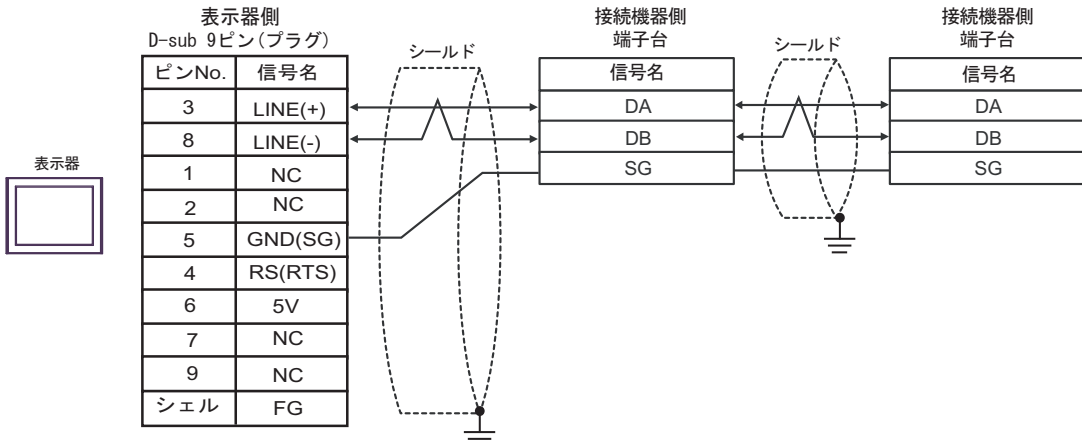 表示器
表示器側
D-sub 9ピン(プラグ)
ピンNo. 信号名
3 LINE(+)
8 LINE(-)
1 NC
2 NC
5 GND(SG)
4 RS(RTS)
6 5V
7 NC
9 NC
シェル FG
シールド
接続機器側
端子台
信号名
DA
DB
SG
シールド
接続機器側
端子台
信号名
DA
DB
SG